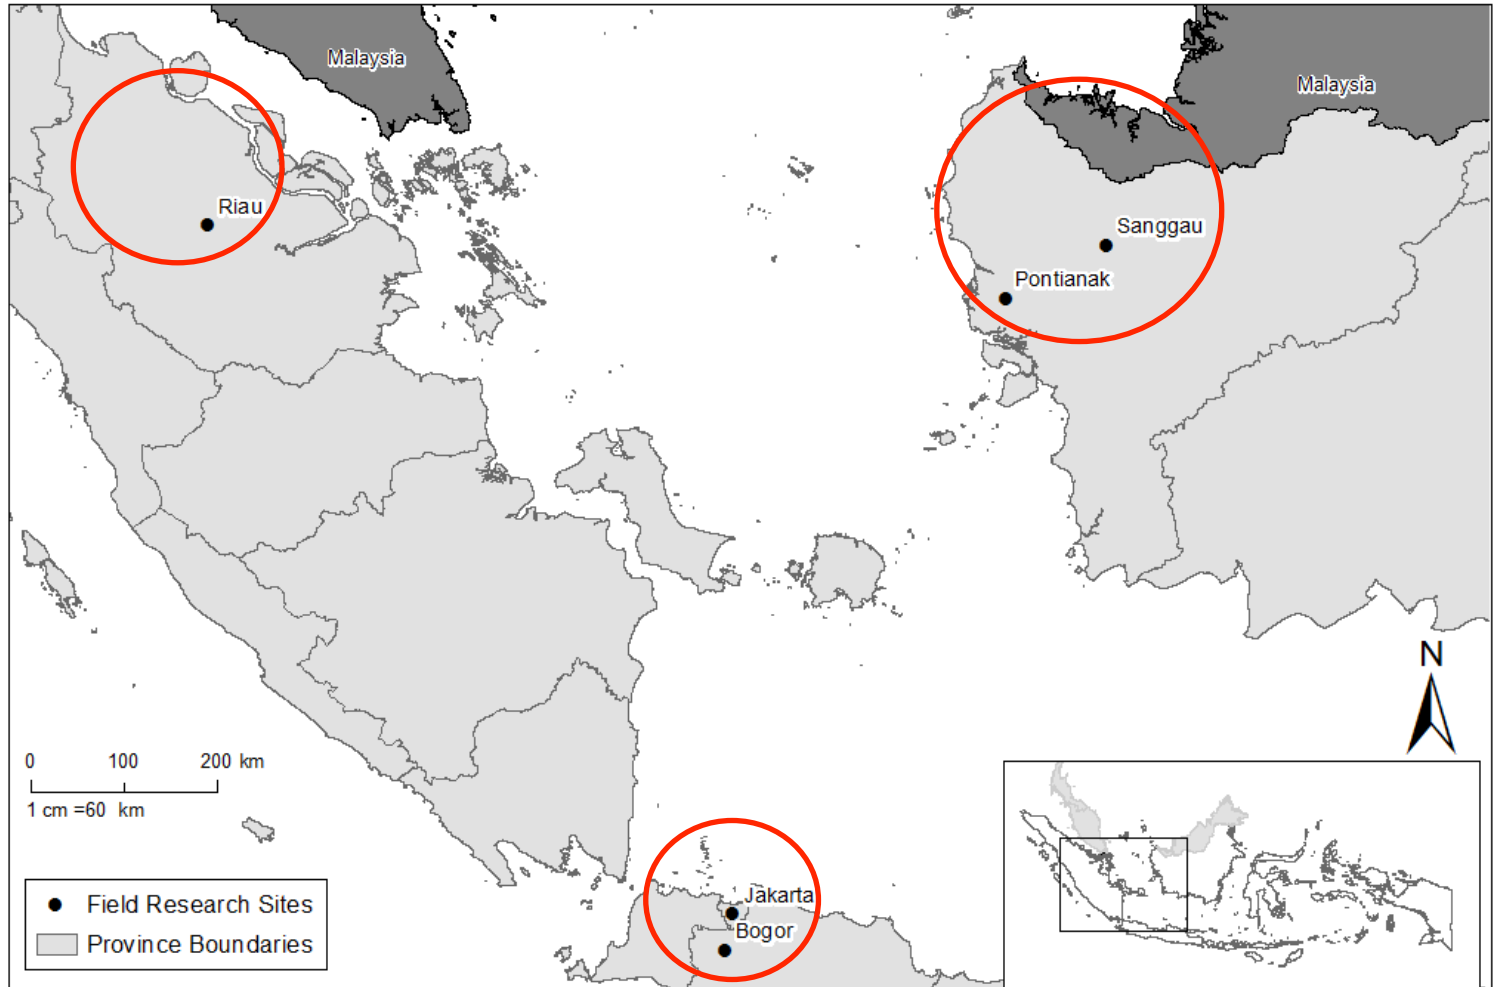 Malaysia
Malaysia
Riau
Sanggau
Pontianak
N
0 100 200 km
1 cm =60 km
Jakarta
Bogor
Field Research Sites
Province Boundaries